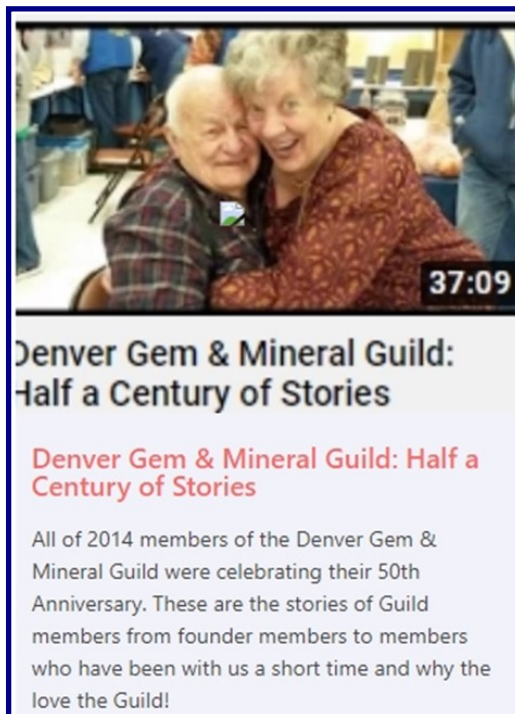 37:09
Denver Gem & Mineral Guild:
Half a Century of Stories
Denver Gem & Mineral Guild: Half a
Century of Stories
All of 2014 members of the Denver Gem &
Mineral Guild were celebrating their 50th
Anniversary. These are the stories of Guild
members from founder members to members
who have been with us a short time and why the
love the Guild!